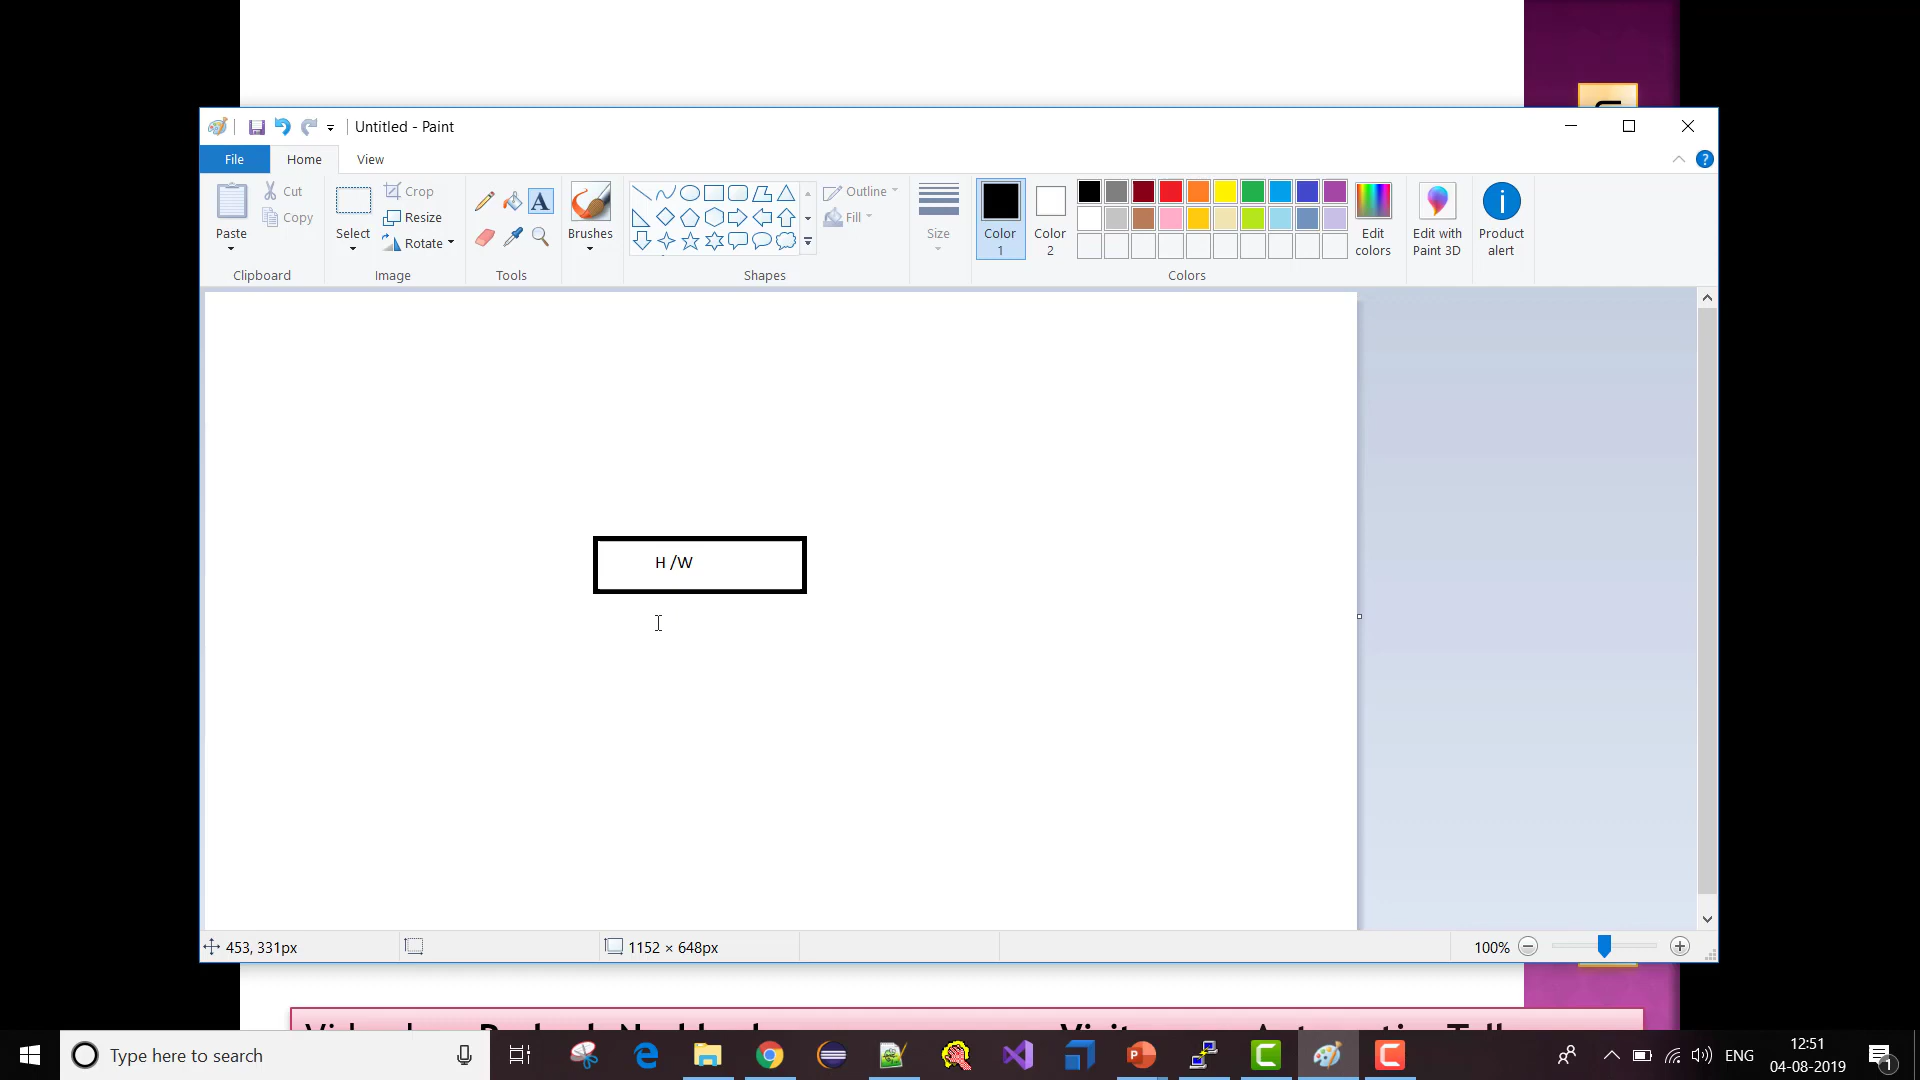 Untitled - Paint
File Home View
Paste
Cut
Copy
Clipboard
Select
Crop
Resize
Rotate
Image
A
Tools
Brushes
Shapes
Outline
Fill
Size
Color
1
Color
2
Edit
colors
Colors
Edit with
Paint 3D
Product
alert
H /W
453, 331px
1152 × 648px
100%
Type here to search
ENG
12:51
04-08-2019
1